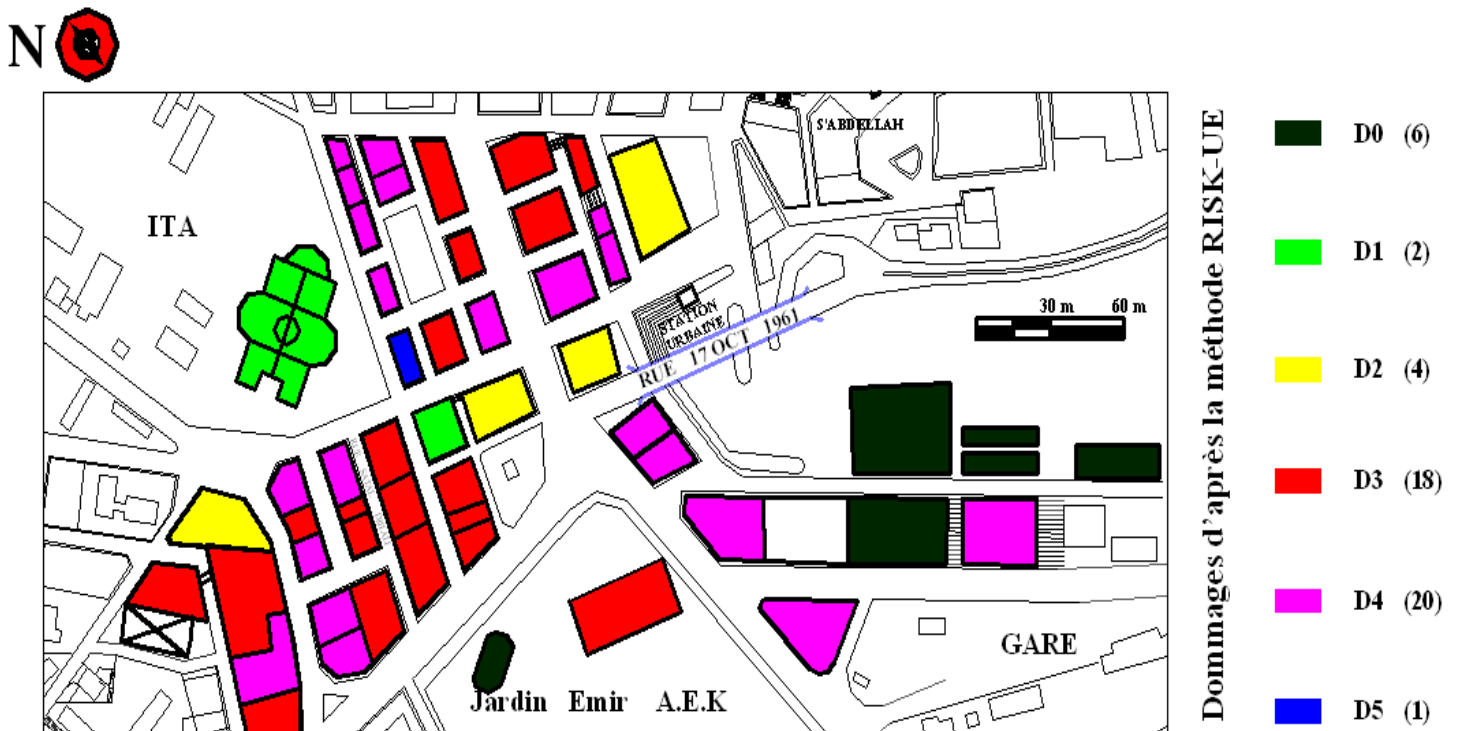 N
S'ABDELLAH
ITA
STATION
URBAINE
RUE 17 OCT 1961
30 m 60 m
GARE
Jardin Emir A.E.K
Dommages d'après la méthode RISK-UE
D0 (6)
D1 (2)
D2 (4)
D3 (18)
D4 (20)
D5 (1)